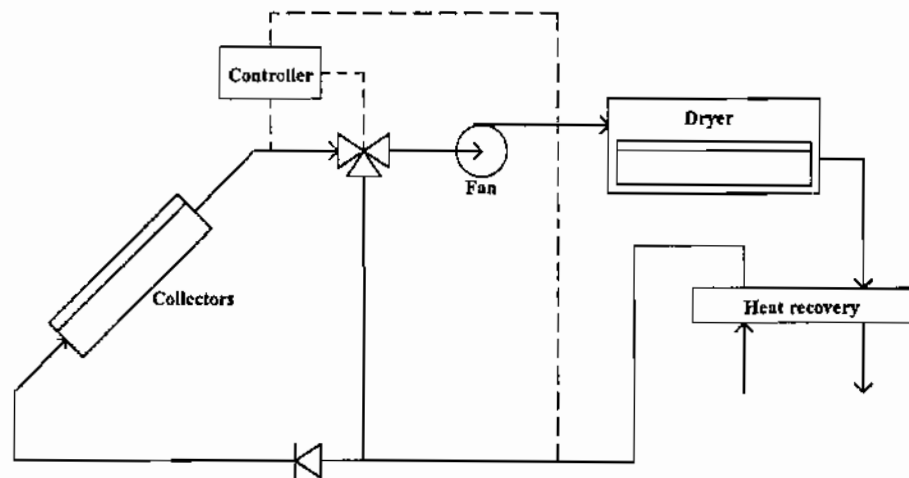 Controller
Dryer
Fan
Collectors
Heat recovery